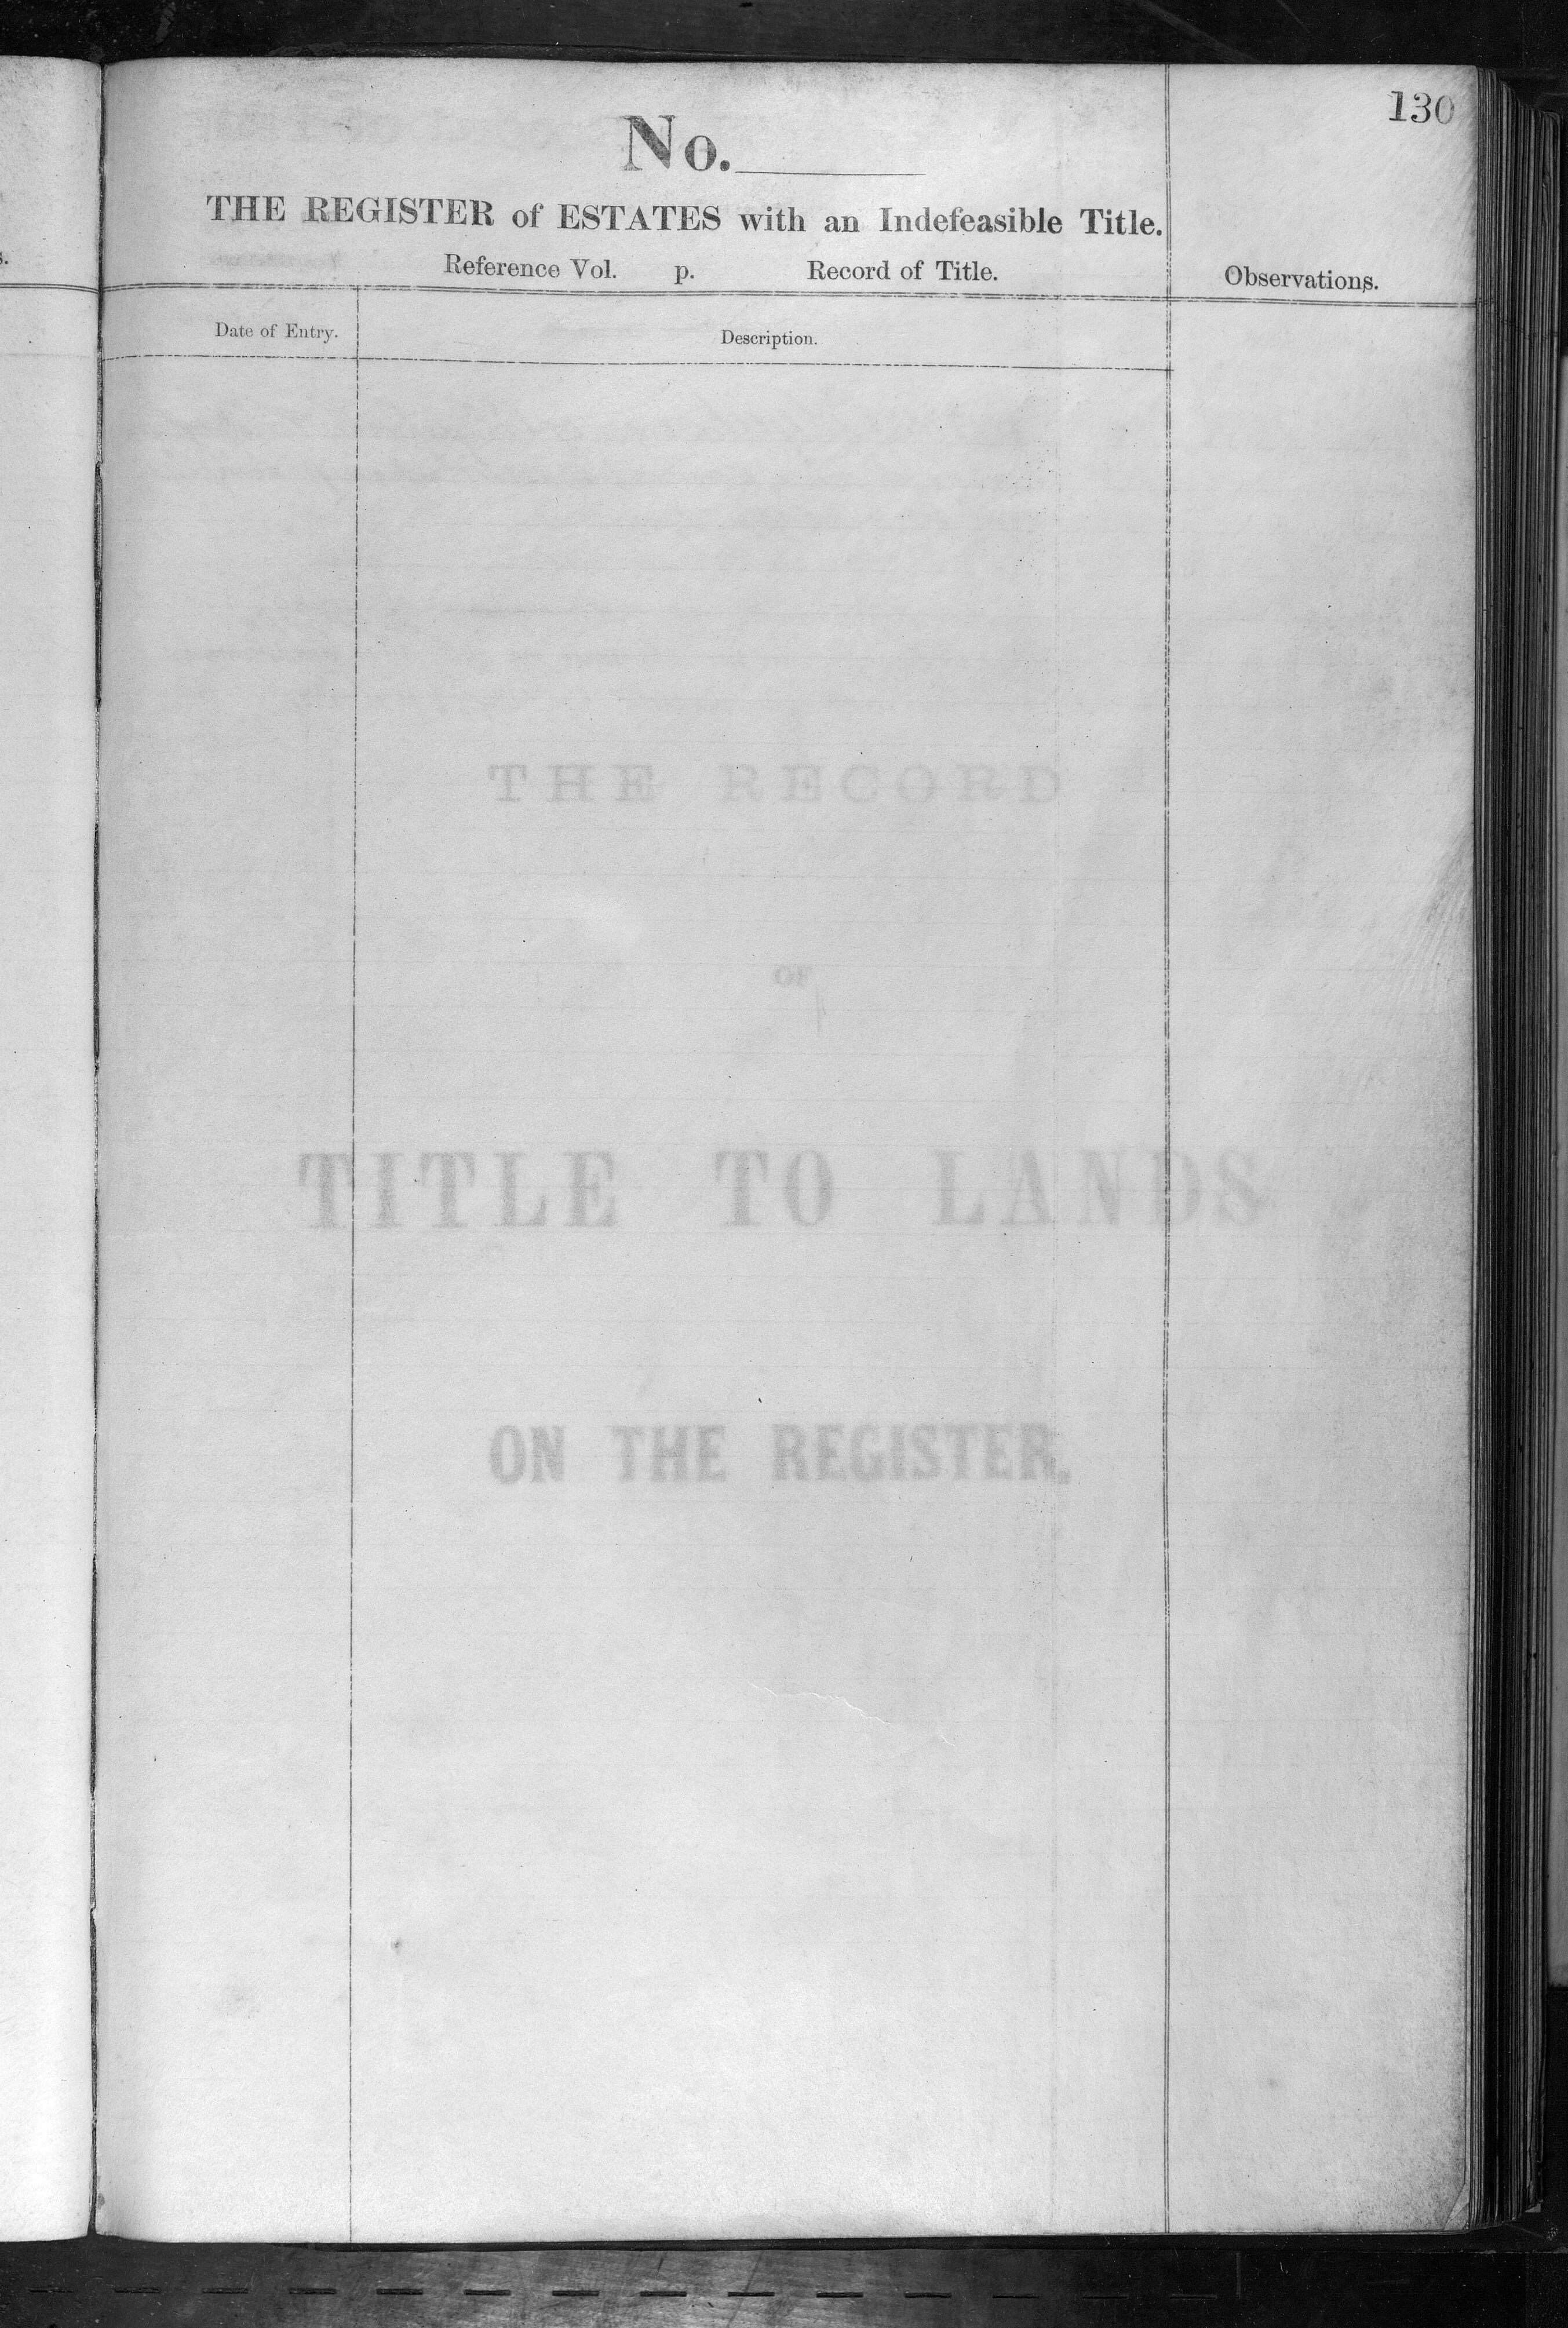 130
No.
THE REGISTER of ESTATES with an Indefeasible Title.
Reference Vol. p. Record of Title.
Observations.
Date of Entry.
Description.
THE RECORD
OF
TITLE TO LANDS
ON THE REGISTER.